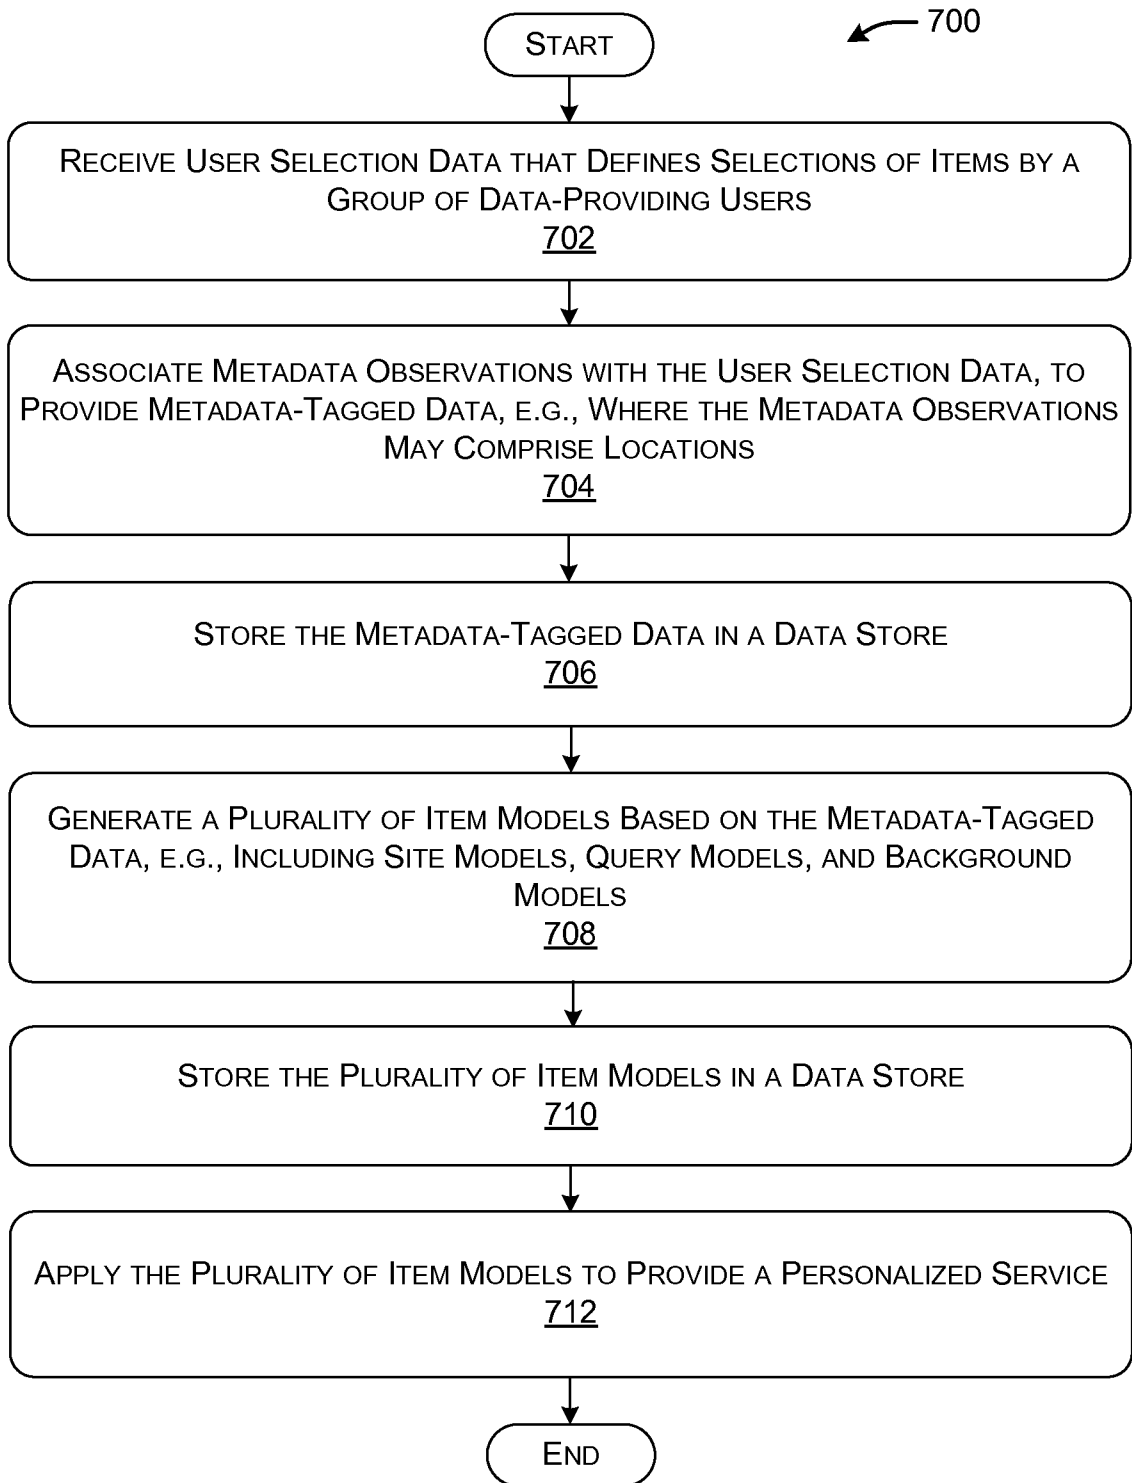 START
700
RECEIVE USER SELECTION DATA THAT DEFINES SELECTIONS OF ITEMS BY A
GROUP OF DATA-PROVIDING USERS
702
ASSOCIATE METADATA OBSERVATIONS WITH THE USER SELECTION DATA, TO
PROVIDE METADATA-TAGGED DATA, E.G., WHERE THE METADATA OBSERVATIONS
MAY COMPRISE LOCATIONS
704
STORE THE METADATA-TAGGED DATA IN A DATA STORE
706
GENERATE A PLURALITY OF ITEM MODELS BASED ON THE METADATA-TAGGED
DATA, E.G., INCLUDING SITE MODELS, QUERY MODELS, AND BACKGROUND
MODELS
708
STORE THE PLURALITY OF ITEM MODELS IN A DATA STORE
710
APPLY THE PLURALITY OF ITEM MODELS TO PROVIDE A PERSONALIZED SERVICE
712
END